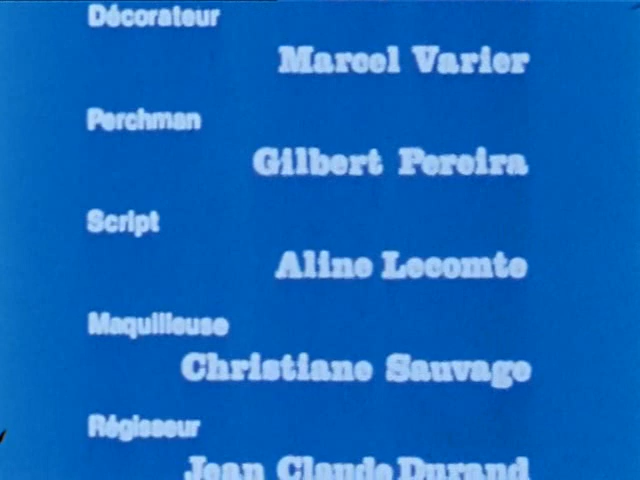 Décorateur
Marcel Varier
Perchman
Gilbert Pereira
Script
Aline Lecomte
Maquilleuse
Christiane Sauvage
Régisseur
Jean Claude Durand